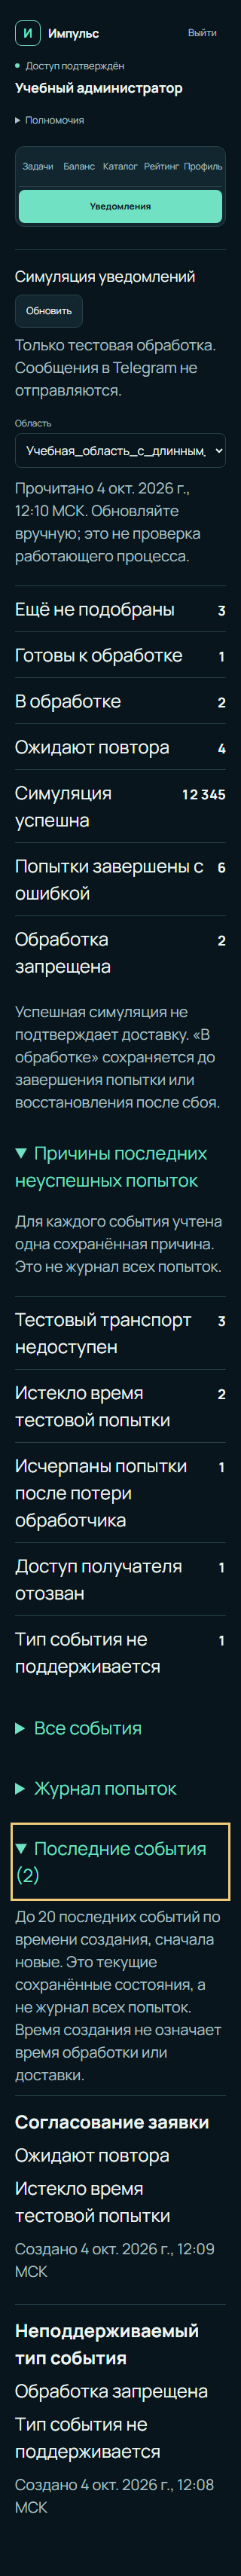 И Импульс Выйти
Доступ подтверждён
Учебный администратор
Полномочия
Задачи Баланс Каталог Рейтинг Профиль
Уведомления
Симуляция уведомлений
Обновить
Только тестовая обработка.
Сообщения в Telegram не
отправляются.
Область
Учебная_область_с_длинным_
Прочитано 4 окт. 2026 г.,
12:10 МСК. Обновляйте
вручную; это не проверка
работающего процесса.
Ещё не подобраны 3
Готовы к обработке 1
В обработке 2
Ожидают повтора 4
Симуляция
успешна 12 345
Попытки завершены с
ошибкой 6
Обработка
запрещена 2
Успешная симуляция не
подтверждает доставку. «В
обработке» сохраняется до
завершения попытки или
восстановления после сбоя.
Причины последних
неуспешных попыток
Для каждого события учтена
одна сохранённая причина.
Это не журнал всех попыток.
Тестовый транспорт
недоступен 3
Истекло время
тестовой попытки 2
Исчерпаны попытки
после потери
обработчика 1
Доступ получателя
отозван 1
Тип события не
поддерживается 1
Все события
Журнал попыток
Последние события
(2)
До 20 последних событий по
времени создания, сначала
новые. Это текущие
сохранённые состояния, а
не журнал всех попыток.
Время создания не означает
время обработки или
доставки.
Согласование заявки
Ожидают повтора
Истекло время
тестовой попытки
Создано 4 окт. 2026 г., 12:09
МСК
Неподдерживаемый
тип события
Обработка запрещена
Тип события не
поддерживается
Создано 4 окт. 2026 г., 12:08
МСК